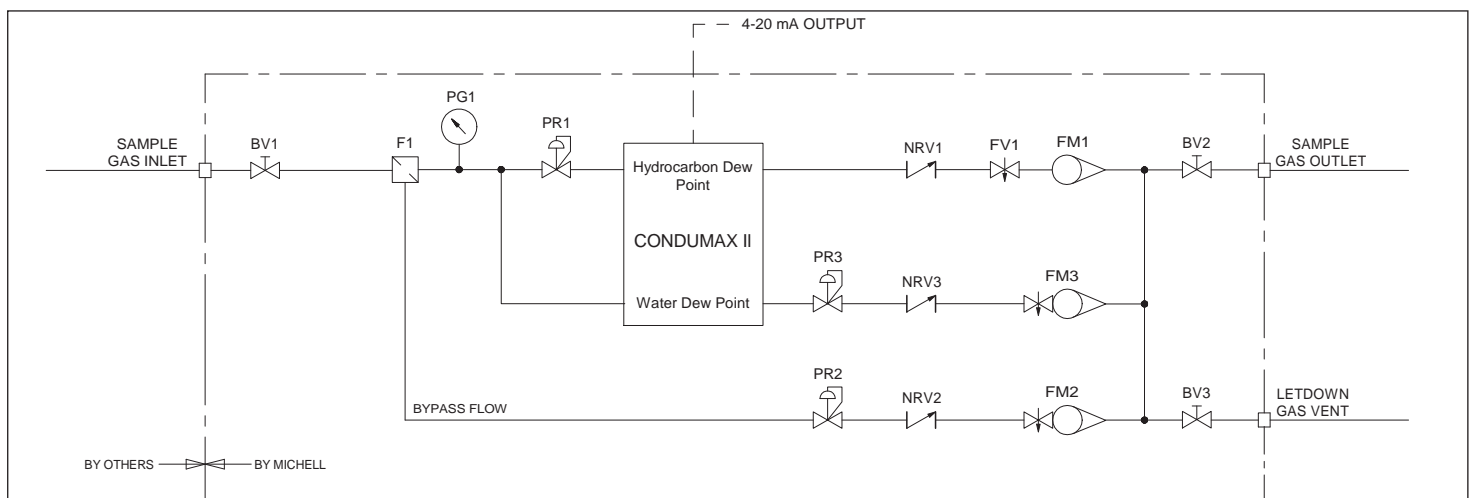 4-20 mA OUTPUT
PG1
PR1
SAMPLE
GAS INLET
BV1
F1
Hydrocarbon Dew
Point
NRV1
FV1
FM1
BV2
SAMPLE
GAS OUTLET
CONDUMAX II
Water Dew Point
PR3
NRV3
FM3
BYPASS FLOW
PR2
NRV2
FM2
BV3
LETDOWN
GAS VENT
BY OTHERS
BY MICHELL